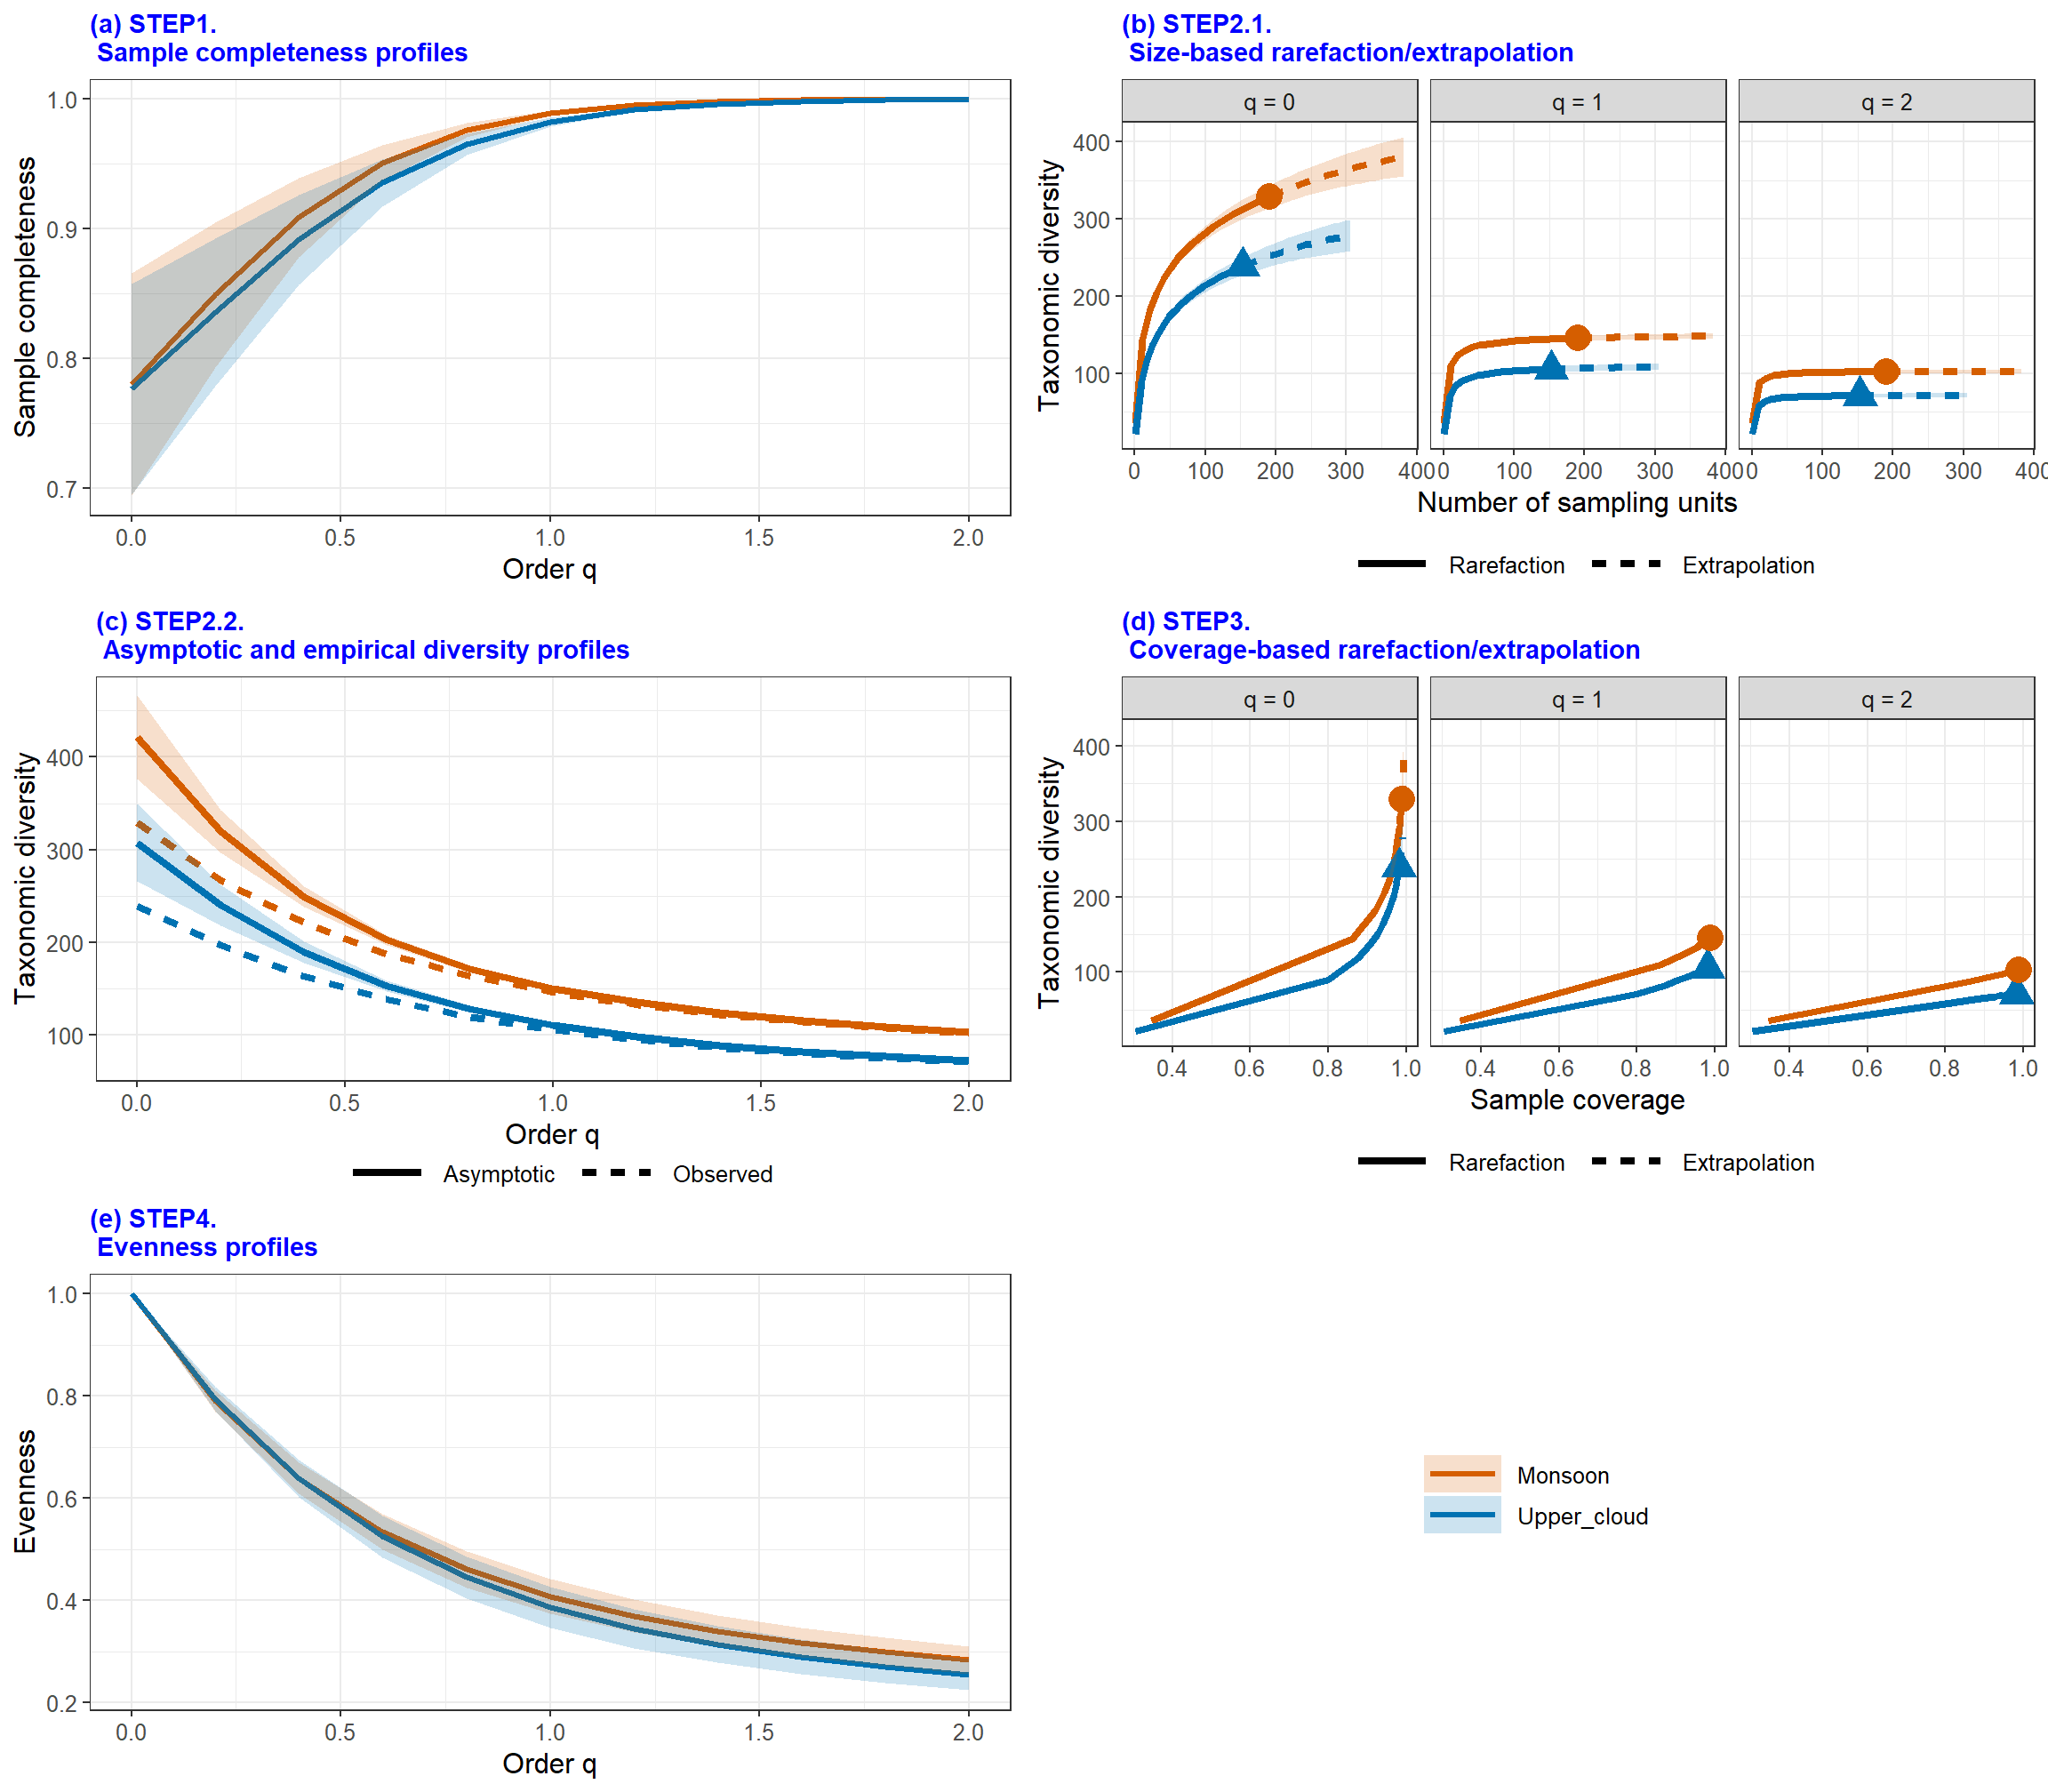 (a) STEP1.
Sample completeness profiles
1.0
0.9
0.8
0.7
Sample completeness
0.0 0.5 1.0 1.5 2.0
Order q
(b) STEP2.1.
Size-based rarefaction/extrapolation
q = 0 q = 1 q = 2
400
300
200
100
Taxonomic diversity
0 100 200 300 400 0 100 200 300 400 0 100 200 300 400
Number of sampling units
Rarefaction Extrapolation
(c) STEP2.2.
Asymptotic and empirical diversity profiles
400
300
200
100
Taxonomic diversity
0.0 0.5 1.0 1.5 2.0
Order q
Asymptotic Observed
(d) STEP3.
Coverage-based rarefaction/extrapolation
q = 0 q = 1 q = 2
400
300
200
100
Taxonomic diversity
0.4 0.6 0.8 1.0 0.4 0.6 0.8 1.0 0.4 0.6 0.8 1.0
Sample coverage
Rarefaction Extrapolation
(e) STEP4.
Evenness profiles
1.0
0.8
0.6
0.4
0.2
Evenness
0.0 0.5 1.0 1.5 2.0
Order q
Monsoon
Upper_cloud